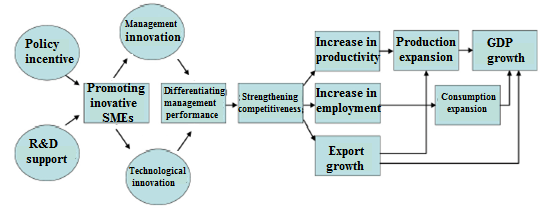 Policy
incentive
R&D
support
Promoting
inovative
SMEs
Management
innovation
Technological
innovation
Differentiating
management
performance
Strengthening
competitiveness
Increase in
productivity
Increase in
employment
Export
growth
Production
expansion
Consumption
expansion
GDP
growth